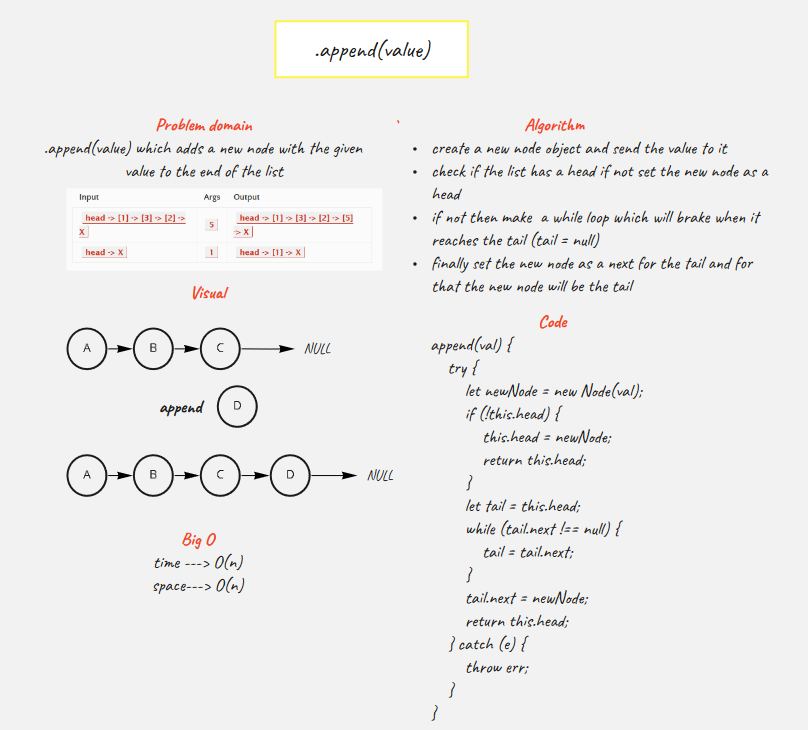 .append(value)
Problem domain
.append(value) which adds a new node with the given
value to the end of the list
Input Args Output
head -> [1] -> [3] -> [2] ->
X
5
head -> [1] -> [3] -> [2] -> [5]
-> X
head -> X 1 head -> [1] -> X
Visual
A B C NULL
append D
A B C D NULL
Big O
time ---> O(n)
space---> O(n)
Algorithm
• create a new node object and send the value to it
• check if the list has a head if not set the new node as a
head
• if not then make a while loop which will brake when it
reaches the tail (tail = null)
• finally set the new node as a next for the tail and for
that the new node will be the tail
Code
append(val) {
try {
let newNode = new Node(val);
if (!this.head) {
this.head = newNode;
return this.head;
}
let tail = this.head;
while (tail.next !== null) {
tail = tail.next;
}
tail.next = newNode;
return this.head;
} catch (e) {
throw err;
}
}